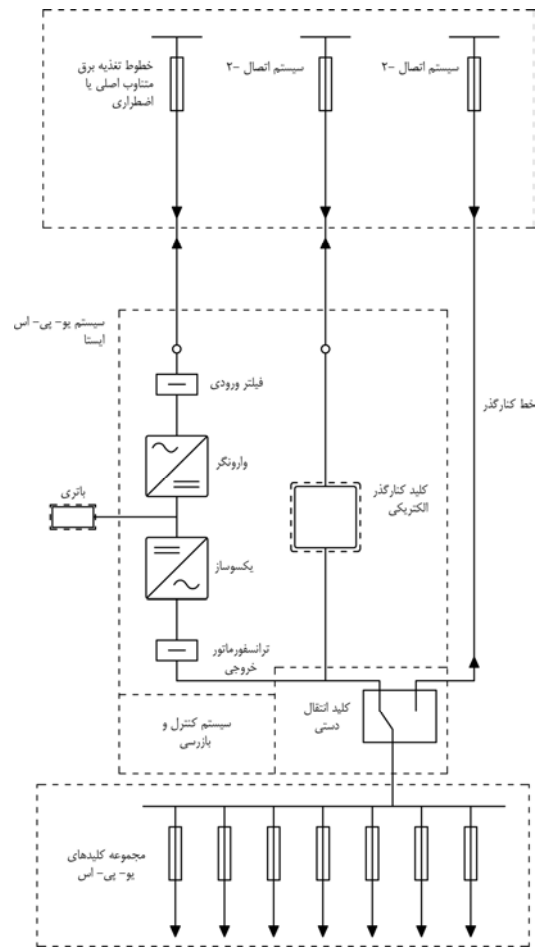 سیستم اتصال -۲
سیستم اتصال -۲
خطوط تغذیه برق
متناوب اصلی یا
اضطراری
سیستم یو- پی- اس
ایستا
فیلتر ورودی
وارونگر
باتری
یکسوساز
ترانسفورماتور
خروجی
کلید کنارگذر
الکتریکی
خط کنارگذر
کلید انتقال
دستی
سیستم کنترل و
بازرسی
مجموعه کلیدهای
یو- پی- اس